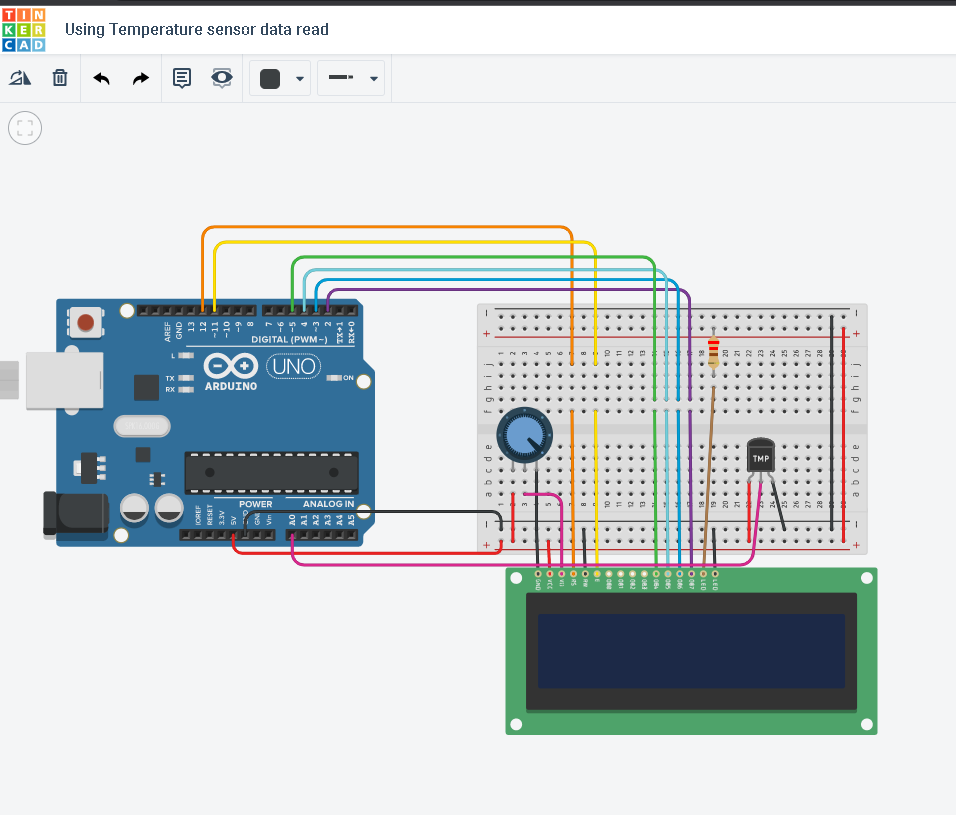 TIN
KER
CAD
Using Temperature sensor data read
AREF
GND
13
12
~11
~10
~9
8
7
~6
~5
4
~3
2
TX→1
RX←0
DIGITAL (PWM~)
L
TX
RX
ARDUINO
UNO
ON
POWER
ANALOG IN
IOREF
RESET
3.3V
5V
GND
Vin
A0
A1
A2
A3
A4
A5
TMP
GND
VCC
RS
RW
E
DB0
DB1
DB2
DB3
DB4
DB5
DB6
DB7
LED
LED